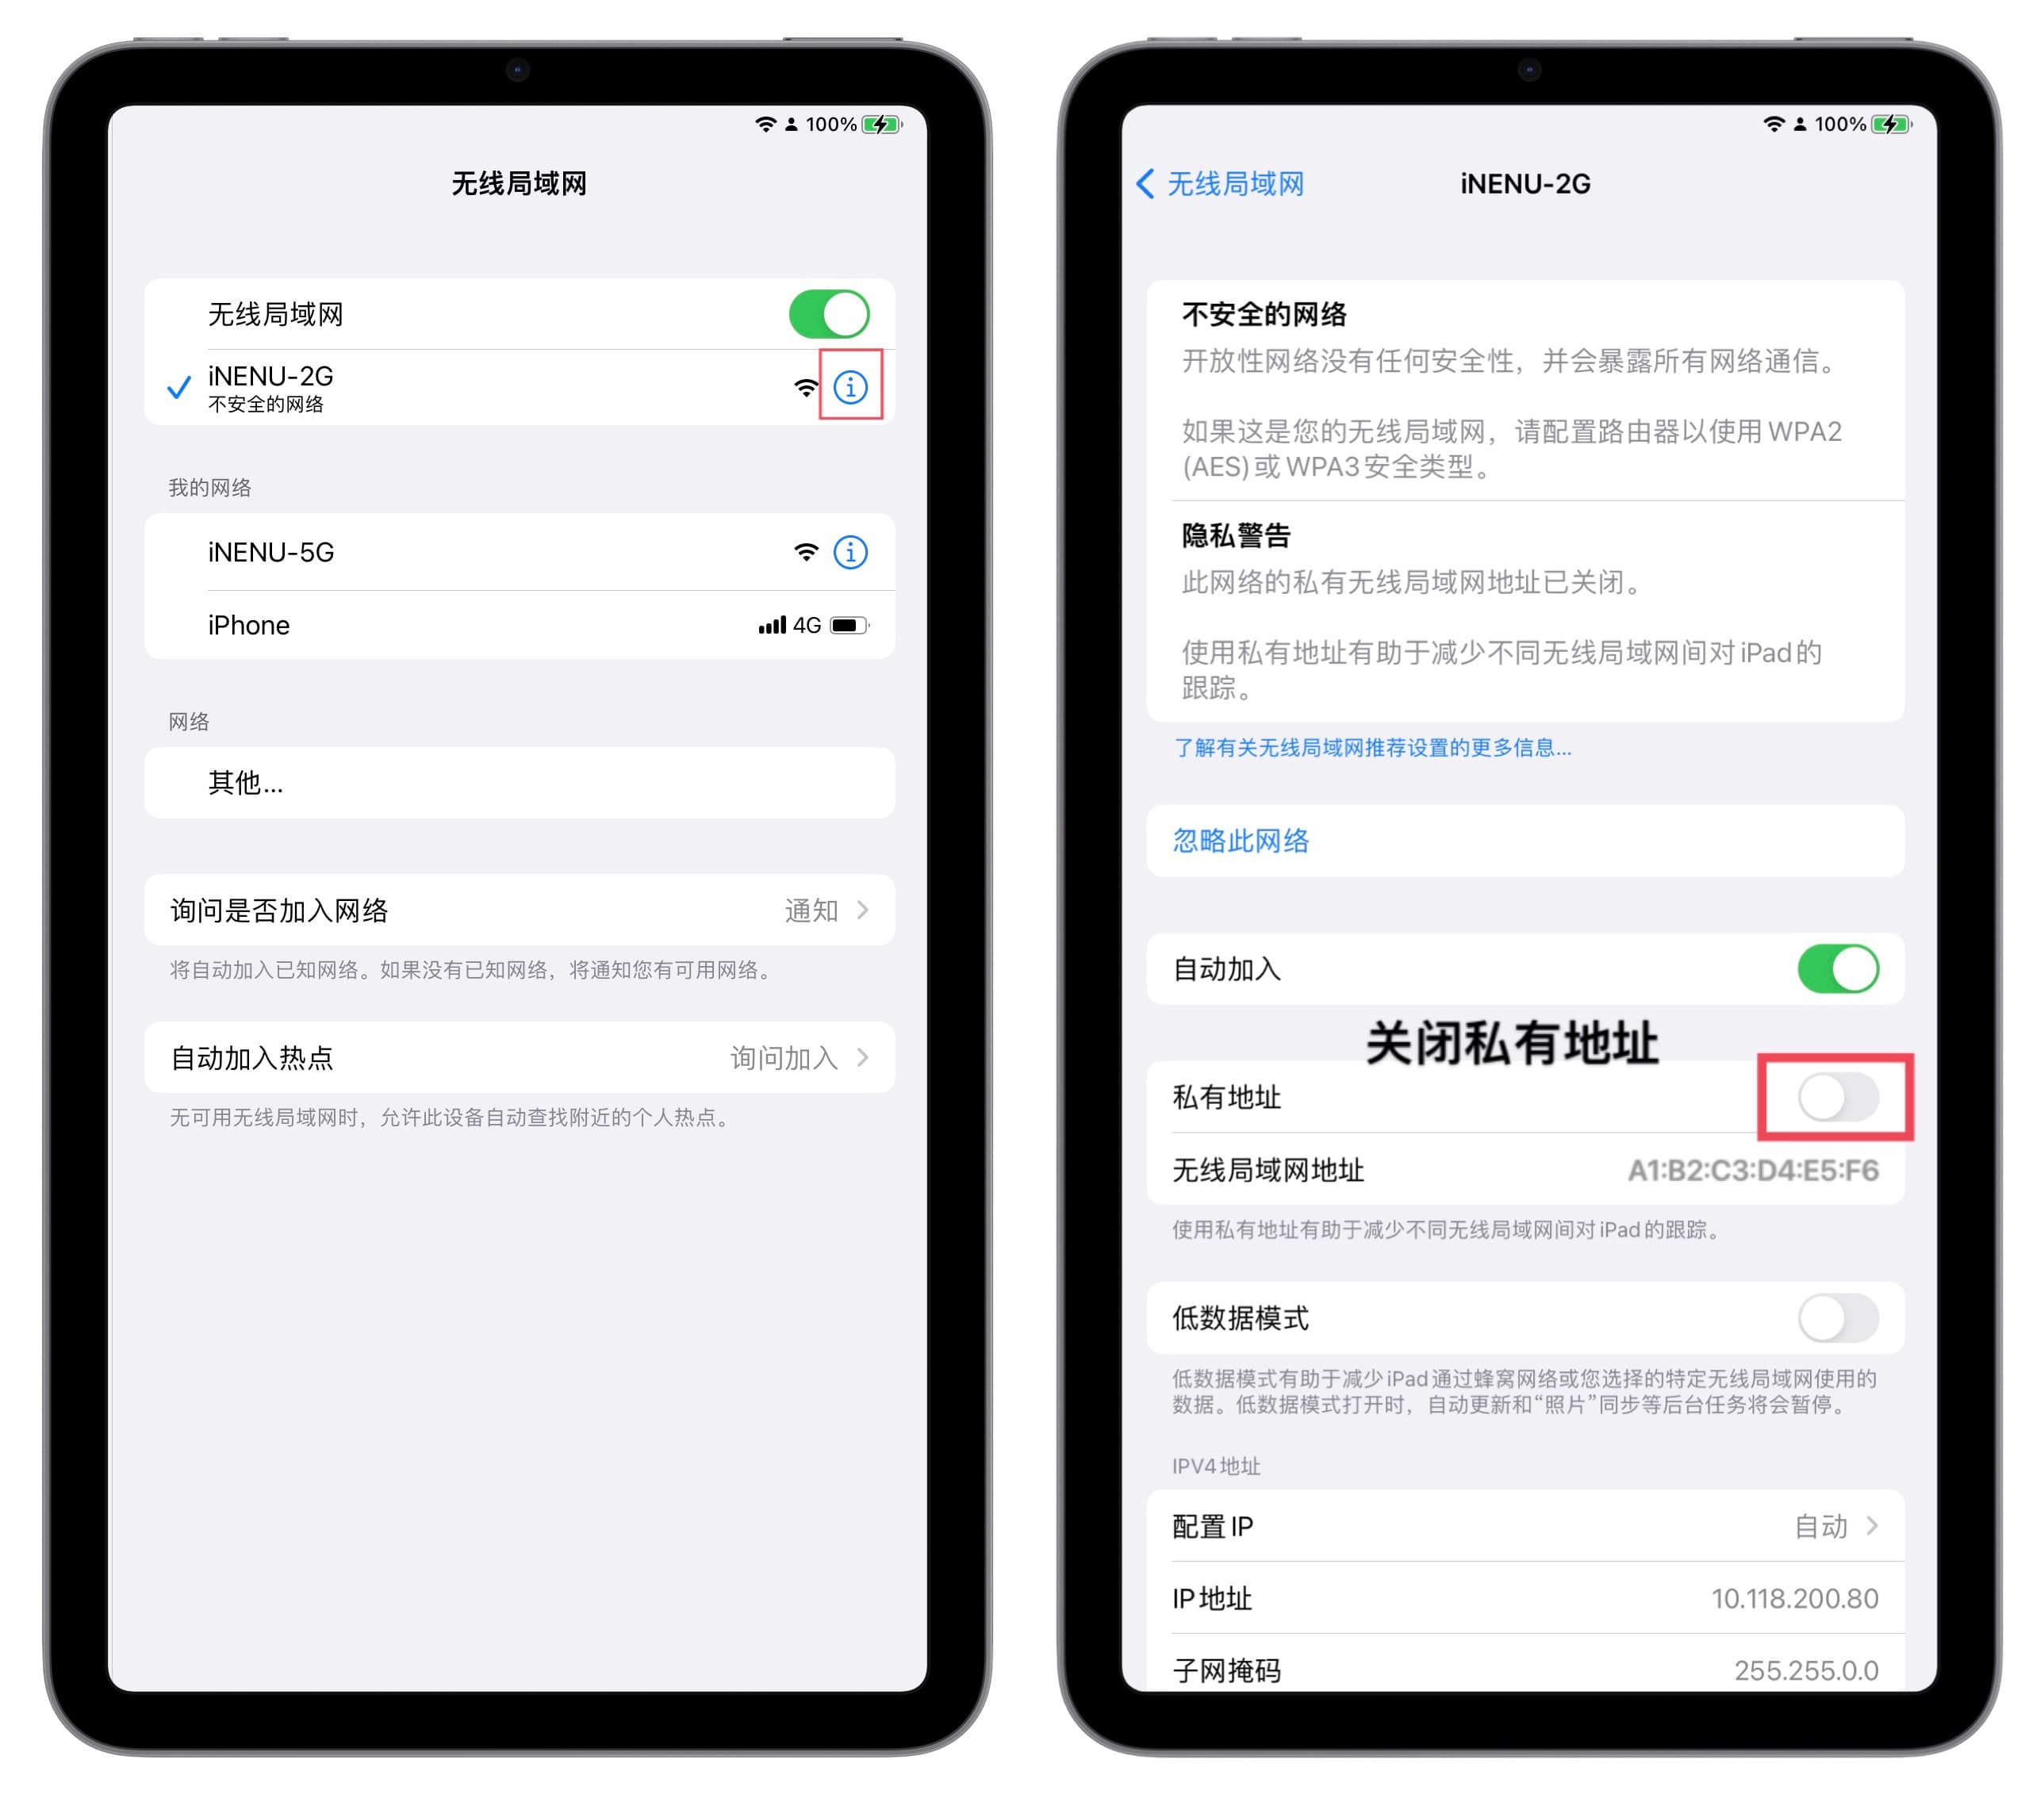 100%
无线局域网
无线局域网
iNENU-2G
不安全的网络
我的网络
iNENU-5G
iPhone
4G
网络
其他...
询问是否加入网络
通知
将自动加入已知网络。如果没有已知网络，将通知您有可用网络。
自动加入热点
询问加入
无可用无线局域网时，允许此设备自动查找附近的个人热点。
100%
无线局域网
iNENU-2G
不安全的网络
开放性网络没有任何安全性，并会暴露所有网络通信。
如果这是您的无线局域网，请配置路由器以使用 WPA2
(AES) 或 WPA3 安全类型。
隐私警告
此网络的私有无线局域网地址已关闭。
使用私有地址有助于减少不同无线局域网间对 iPad 的
跟踪。
了解有关无线局域网推荐设置的更多信息...
忽略此网络
自动加入
关闭私有地址
私有地址
无线局域网地址
A1:B2:C3:D4:E5:F6
使用私有地址有助于减少不同无线局域网间对 iPad 的跟踪。
低数据模式
低数据模式有助于减少 iPad 通过蜂窝网络或您选择的特定无线局域网使用的
数据。低数据模式打开时，自动更新和“照片”同步等后台任务将会暂停。
IPV4 地址
配置 IP
自动
IP 地址
10.118.200.80
子网掩码
255.255.0.0